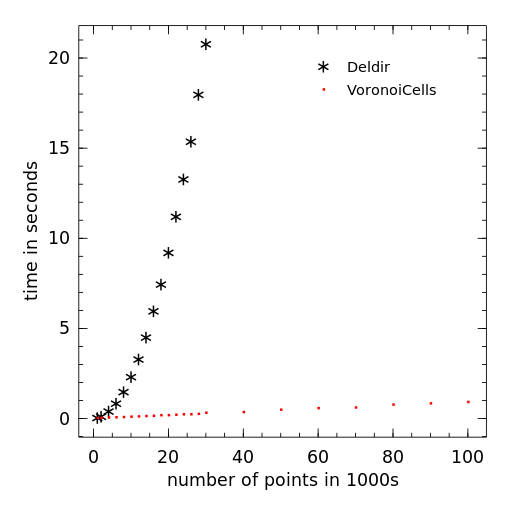 20
15
10
5
0
time in seconds
Deldir
VoronoiCells
0 20 40 60 80 100
number of points in 1000s